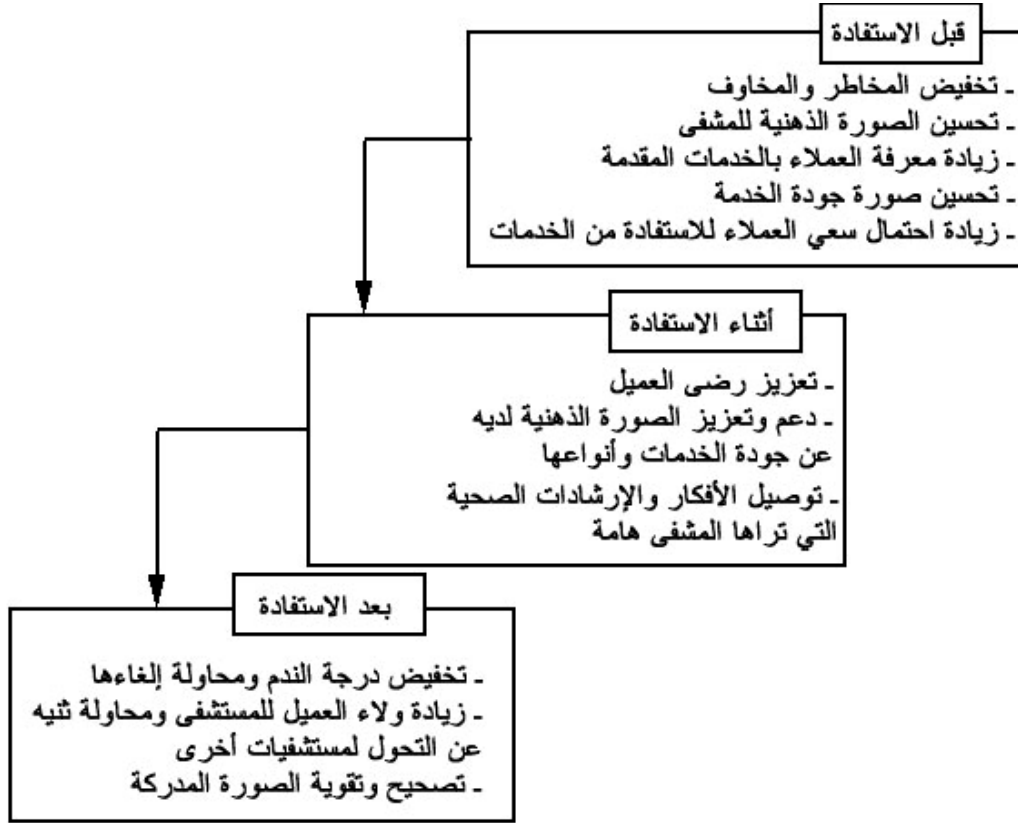 قبل الاستفادة
ـ تخفيض المخاطر والمخاوف
ـ تحسين الصورة الذهنية للمشفى
ـ زيادة معرفة العملاء بالخدمات المقدمة
ـ تحسين صورة جودة الخدمة
ـ زيادة احتمال سعي العملاء للاستفادة من الخدمات
أثناء الاستفادة
ـ تعزيز رضى العميل
ـ دعم وتعزيز الصورة الذهنية لديه
عن جودة الخدمات وأنواعها
ـ توصيل الأفكار والإرشادات الصحية
التي تراها المشفى هامة
بعد الاستفادة
ـ تخفيض درجة الندم ومحاولة إلغاءها
ـ زيادة ولاء العميل للمستشفى ومحاولة ثنيه
عن التحول لمستشفيات أخرى
ـ تصحيح وتقوية الصورة المدركة